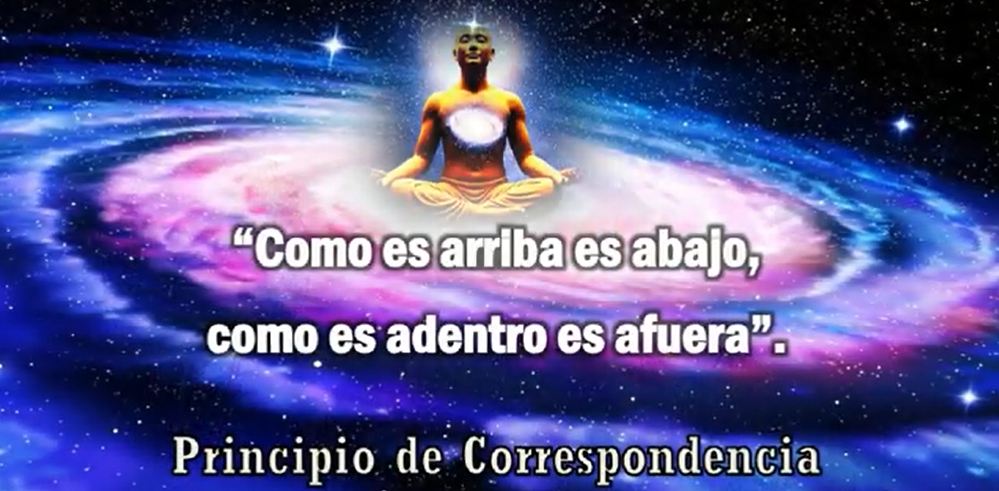 “Como es arriba es abajo,
como es adentro es afuera”.
Principio de Correspondencia